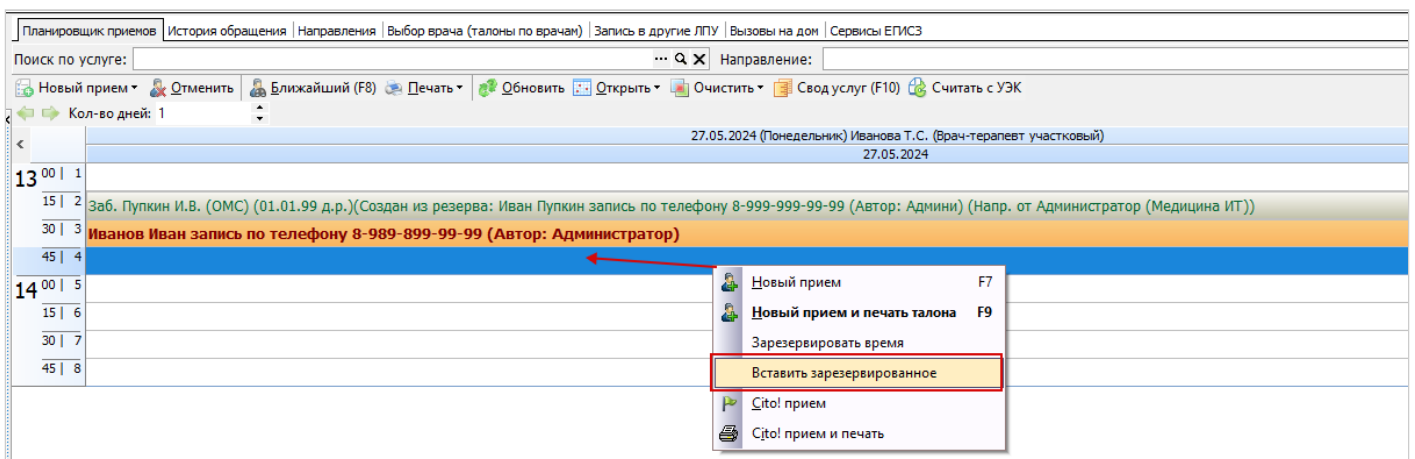 Планировщик приемов История обращения Направления Выбор врача (талоны по врачам) Запись в другие ЛПУ Вызовы на дом Сервисы ЕГИСЗ
Поиск по услуге: ... Направление:
Новый прием Отменить Ближайший (F8) Печать Обновить Открыть Очистить Свод услуг (F10) Считать с УЭК
Кол-во дней: 1
27.05.2024 (Понедельник) Иванова Т.С. (Врач-терапевт участковый)
27.05.2024
13 00 | 1
15 | 2 Заб. Пупкин И.В. (ОМС) (01.01.99 д.р.)(Создан из резерва: Иван Пупкин запись по телефону 8-999-999-99-99 (Автор: Админи) (Напр. от Администратор (Медицина ИТ))
30 | 3 Иванов Иван запись по телефону 8-989-899-99-99 (Автор: Администратор)
45 | 4
14 00 | 5
15 | 6
30 | 7
45 | 8
Новый прием F7
Новый прием и печать талона F9
Зарезервировать время
Вставить зарезервированное
Cito! прием
Cito! прием и печать